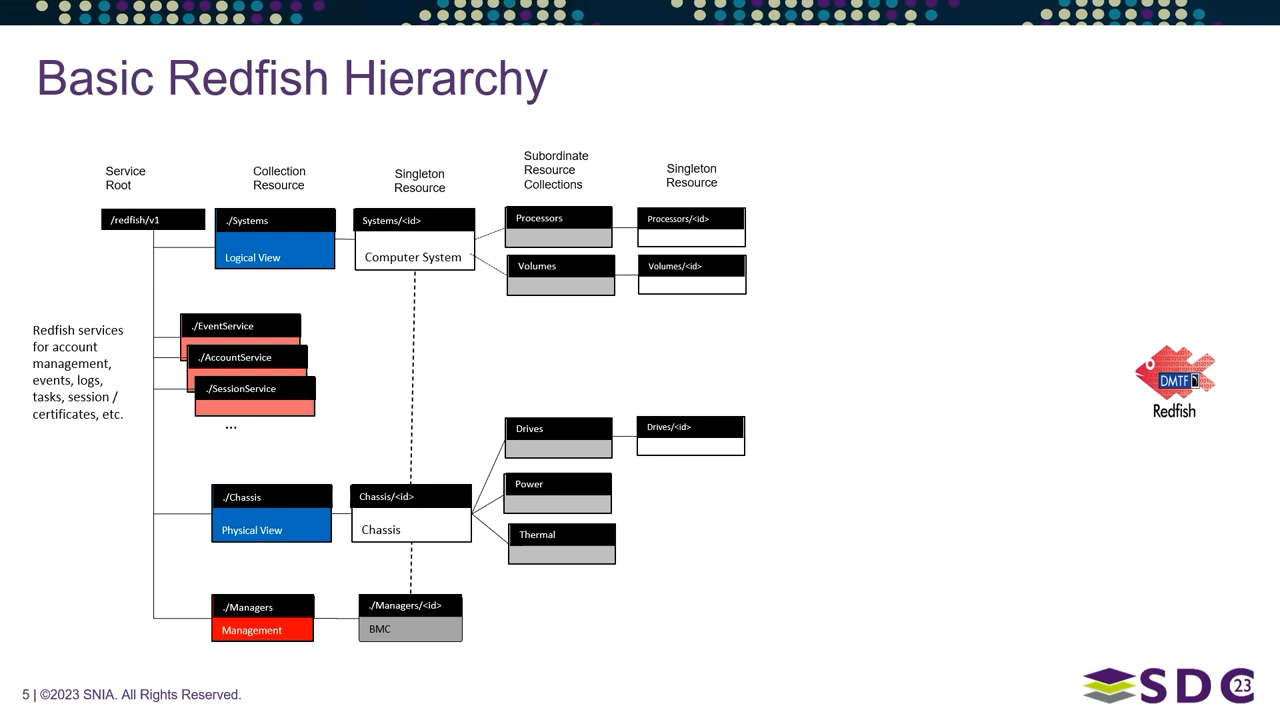 Basic Redfish Hierarchy
Service
Root
Collection
Resource
Singleton
Resource
Subordinate
Resource
Collections
Singleton
Resource
/redfish/v1
./Systems
Logical View
Systems/<id>
Computer System
Processors
Processors/<id>
Volumes
Volumes/<id>
Redfish services
for account
management,
events, logs,
tasks, session /
certificates, etc.
./EventService
./AccountService
./SessionService
...
./Chassis
Physical View
Chassis/<id>
Chassis
Drives
Drives/<id>
Power
Thermal
./Managers
Management
./Managers/<id>
BMC
DMTF
Redfish
5 | ©2023 SNIA. All Rights Reserved.
SDC 23